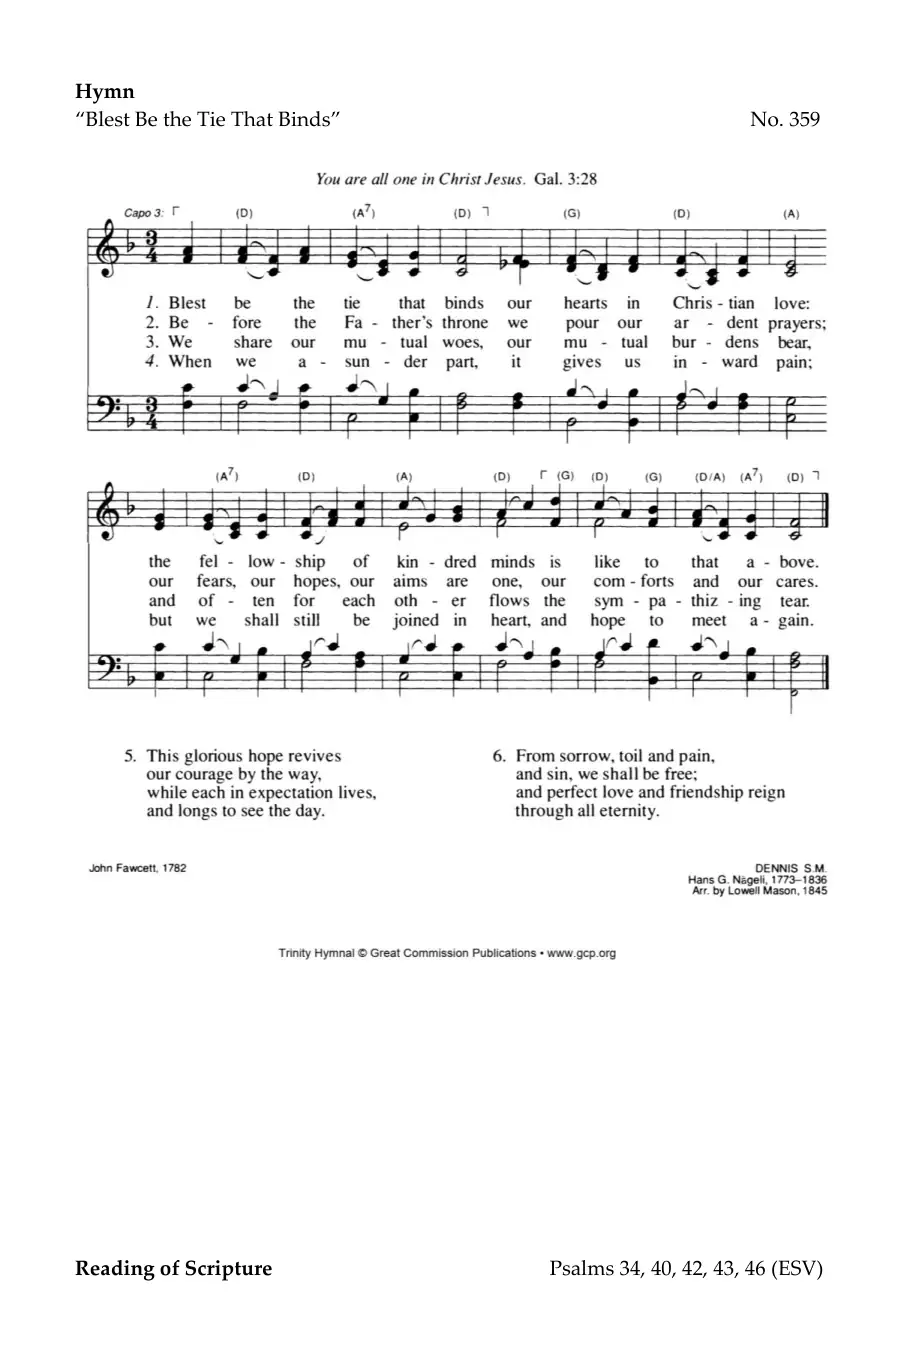 Hymn
“Blest Be the Tie That Binds” No. 359
You are all one in Christ Jesus. Gal. 3:28
Capo 3: (D) (A7) (D) (G) (D) (A)
1. Blest be the tie that binds our hearts in Chris - tian love:
2. Be - fore the Fa - ther’s throne we pour our ar - dent prayers;
3. We share our mu - tual woes, our mu - tual bur - dens bear,
4. When we a - sun - der part, it gives us in - ward pain;
(A7) (D) (A) (D) (G) (D) (G) (D/A) (A7) (D)
the fel - low - ship of kin - dred minds is like to that a - bove.
our fears, our hopes, our aims are one, our com - forts and our cares.
and of - ten for each oth - er flows the sym - pa - thiz - ing tear.
but we shall still be joined in heart, and hope to meet a - gain.
5. This glorious hope revives
our courage by the way,
while each in expectation lives,
and longs to see the day.
6. From sorrow, toil and pain,
and sin, we shall be free;
and perfect love and friendship reign
through all eternity.
John Fawcett, 1782
DENNIS S.M.
Hans G. Nägeli, 1773–1836
Arr. by Lowell Mason, 1845
Trinity Hymnal © Great Commission Publications • www.gcp.org
Reading of Scripture Psalms 34, 40, 42, 43, 46 (ESV)